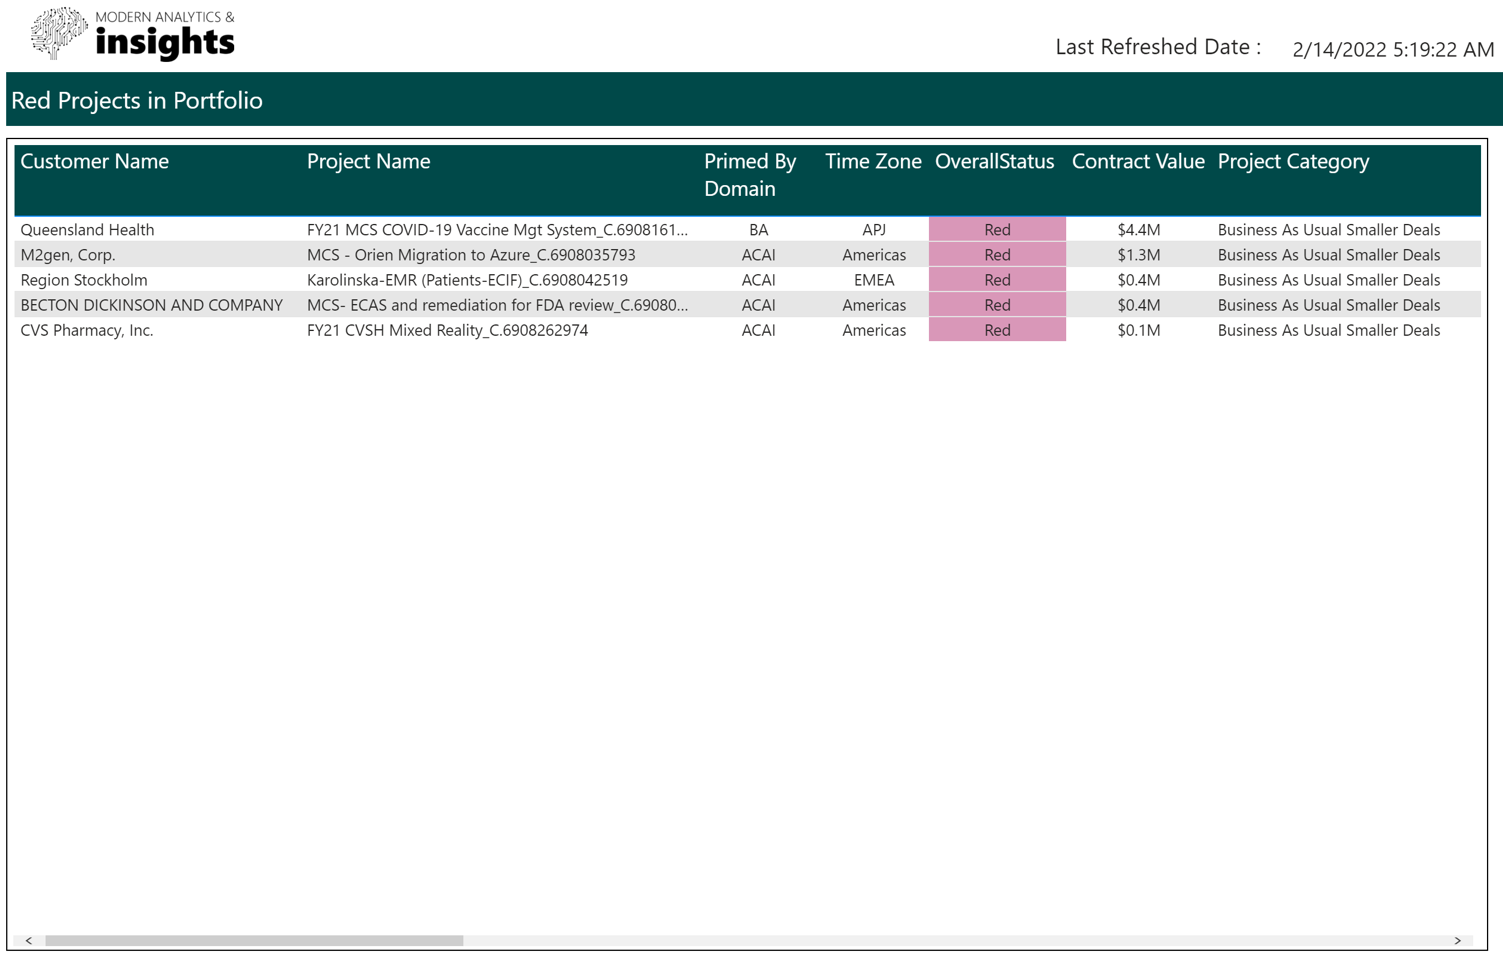 MODERN ANALYTICS &
insights
Last Refreshed Date : 2/14/2022 5:19:22 AM
Red Projects in Portfolio
Customer Name Project Name Primed By Domain Time Zone OverallStatus Contract Value Project Category
Queensland Health FY21 MCS COVID-19 Vaccine Mgt System_C.6908161... BA APJ Red $4.4M Business As Usual Smaller Deals
M2gen, Corp. MCS - Orien Migration to Azure_C.6908035793 ACAI Americas Red $1.3M Business As Usual Smaller Deals
Region Stockholm Karolinska-EMR (Patients-ECIF)_C.6908042519 ACAI EMEA Red $0.4M Business As Usual Smaller Deals
BECTON DICKINSON AND COMPANY MCS- ECAS and remediation for FDA review_C.69080... ACAI Americas Red $0.4M Business As Usual Smaller Deals
CVS Pharmacy, Inc. FY21 CVSH Mixed Reality_C.6908262974 ACAI Americas Red $0.1M Business As Usual Smaller Deals